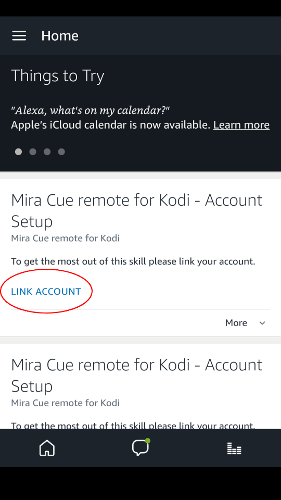 Home
Things to Try
"Alexa, what's on my calendar?"
Apple's iCloud calendar is now available. Learn more
Mira Cue remote for Kodi - Account
Setup
Mira Cue remote for Kodi
To get the most out of this skill please link your account.
LINK ACCOUNT
More
Mira Cue remote for Kodi - Account
Setup
Mira Cue remote for Kodi
To get the most out of this skill please link your account.